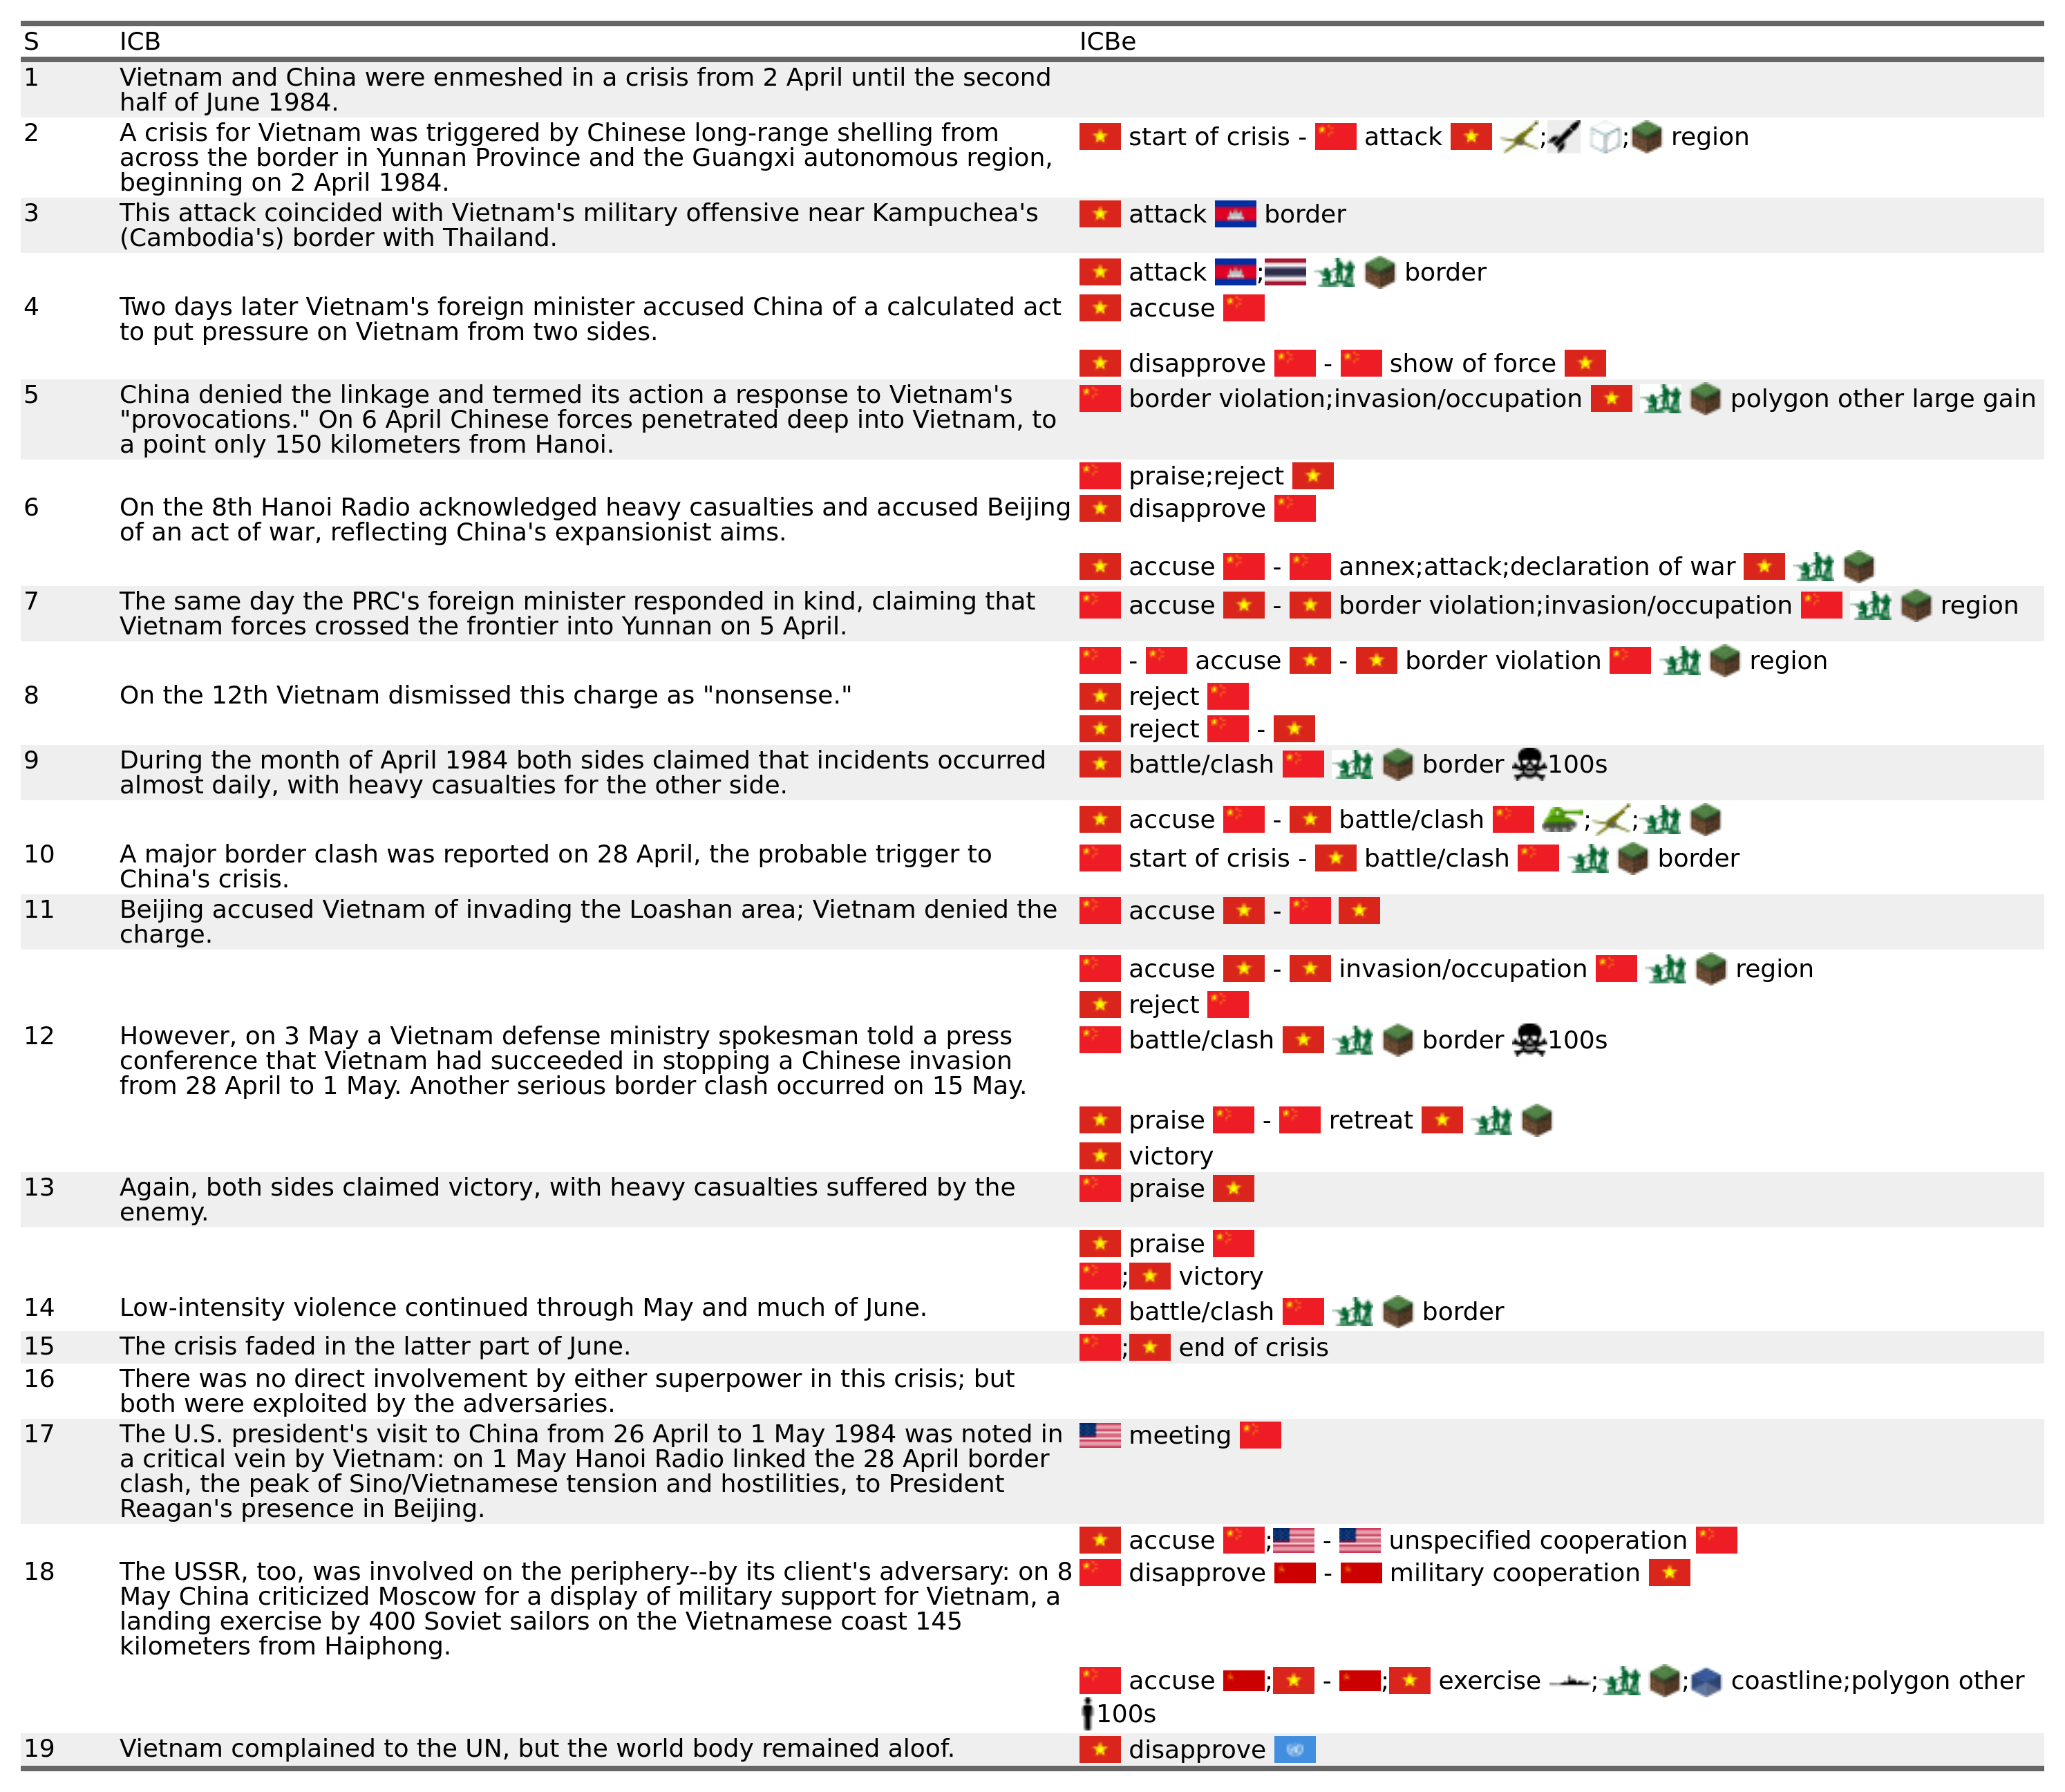 S ICB ICBe
1 Vietnam and China were enmeshed in a crisis from 2 April until the second
half of June 1984.
2 A crisis for Vietnam was triggered by Chinese long-range shelling from start of crisis - attack ; ; region
across the border in Yunnan Province and the Guangxi autonomous region,
beginning on 2 April 1984.
3 This attack coincided with Vietnam's military offensive near Kampuchea's attack border
(Cambodia's) border with Thailand.
attack ; border
4 Two days later Vietnam's foreign minister accused China of a calculated act accuse
to put pressure on Vietnam from two sides.
disapprove - show of force
5 China denied the linkage and termed its action a response to Vietnam's border violation;invasion/occupation polygon other large gain
"provocations." On 6 April Chinese forces penetrated deep into Vietnam, to
a point only 150 kilometers from Hanoi.
praise;reject
6 On the 8th Hanoi Radio acknowledged heavy casualties and accused Beijing disapprove
of an act of war, reflecting China's expansionist aims.
accuse - annex;attack;declaration of war
7 The same day the PRC's foreign minister responded in kind, claiming that accuse - border violation;invasion/occupation region
Vietnam forces crossed the frontier into Yunnan on 5 April.
- accuse - border violation region
8 On the 12th Vietnam dismissed this charge as "nonsense." reject
reject -
9 During the month of April 1984 both sides claimed that incidents occurred battle/clash border 100s
almost daily, with heavy casualties for the other side.
accuse - battle/clash ; ;
10 A major border clash was reported on 28 April, the probable trigger to start of crisis - battle/clash border
China's crisis.
11 Beijing accused Vietnam of invading the Loashan area; Vietnam denied the accuse -
charge.
accuse - invasion/occupation region
reject
12 However, on 3 May a Vietnam defense ministry spokesman told a press battle/clash border 100s
conference that Vietnam had succeeded in stopping a Chinese invasion
from 28 April to 1 May. Another serious border clash occurred on 15 May.
praise - retreat
victory
13 Again, both sides claimed victory, with heavy casualties suffered by the praise
enemy.
praise
; victory
14 Low-intensity violence continued through May and much of June. battle/clash border
15 The crisis faded in the latter part of June. ; end of crisis
16 There was no direct involvement by either superpower in this crisis; but
both were exploited by the adversaries.
17 The U.S. president's visit to China from 26 April to 1 May 1984 was noted in meeting
a critical vein by Vietnam: on 1 May Hanoi Radio linked the 28 April border
clash, the peak of Sino/Vietnamese tension and hostilities, to President
Reagan's presence in Beijing.
accuse ; - unspecified cooperation
18 The USSR, too, was involved on the periphery--by its client's adversary: on 8 disapprove - military cooperation
May China criticized Moscow for a display of military support for Vietnam, a
landing exercise by 400 Soviet sailors on the Vietnamese coast 145
kilometers from Haiphong.
accuse ; - ; exercise ; ; coastline;polygon other
100s
19 Vietnam complained to the UN, but the world body remained aloof. disapprove